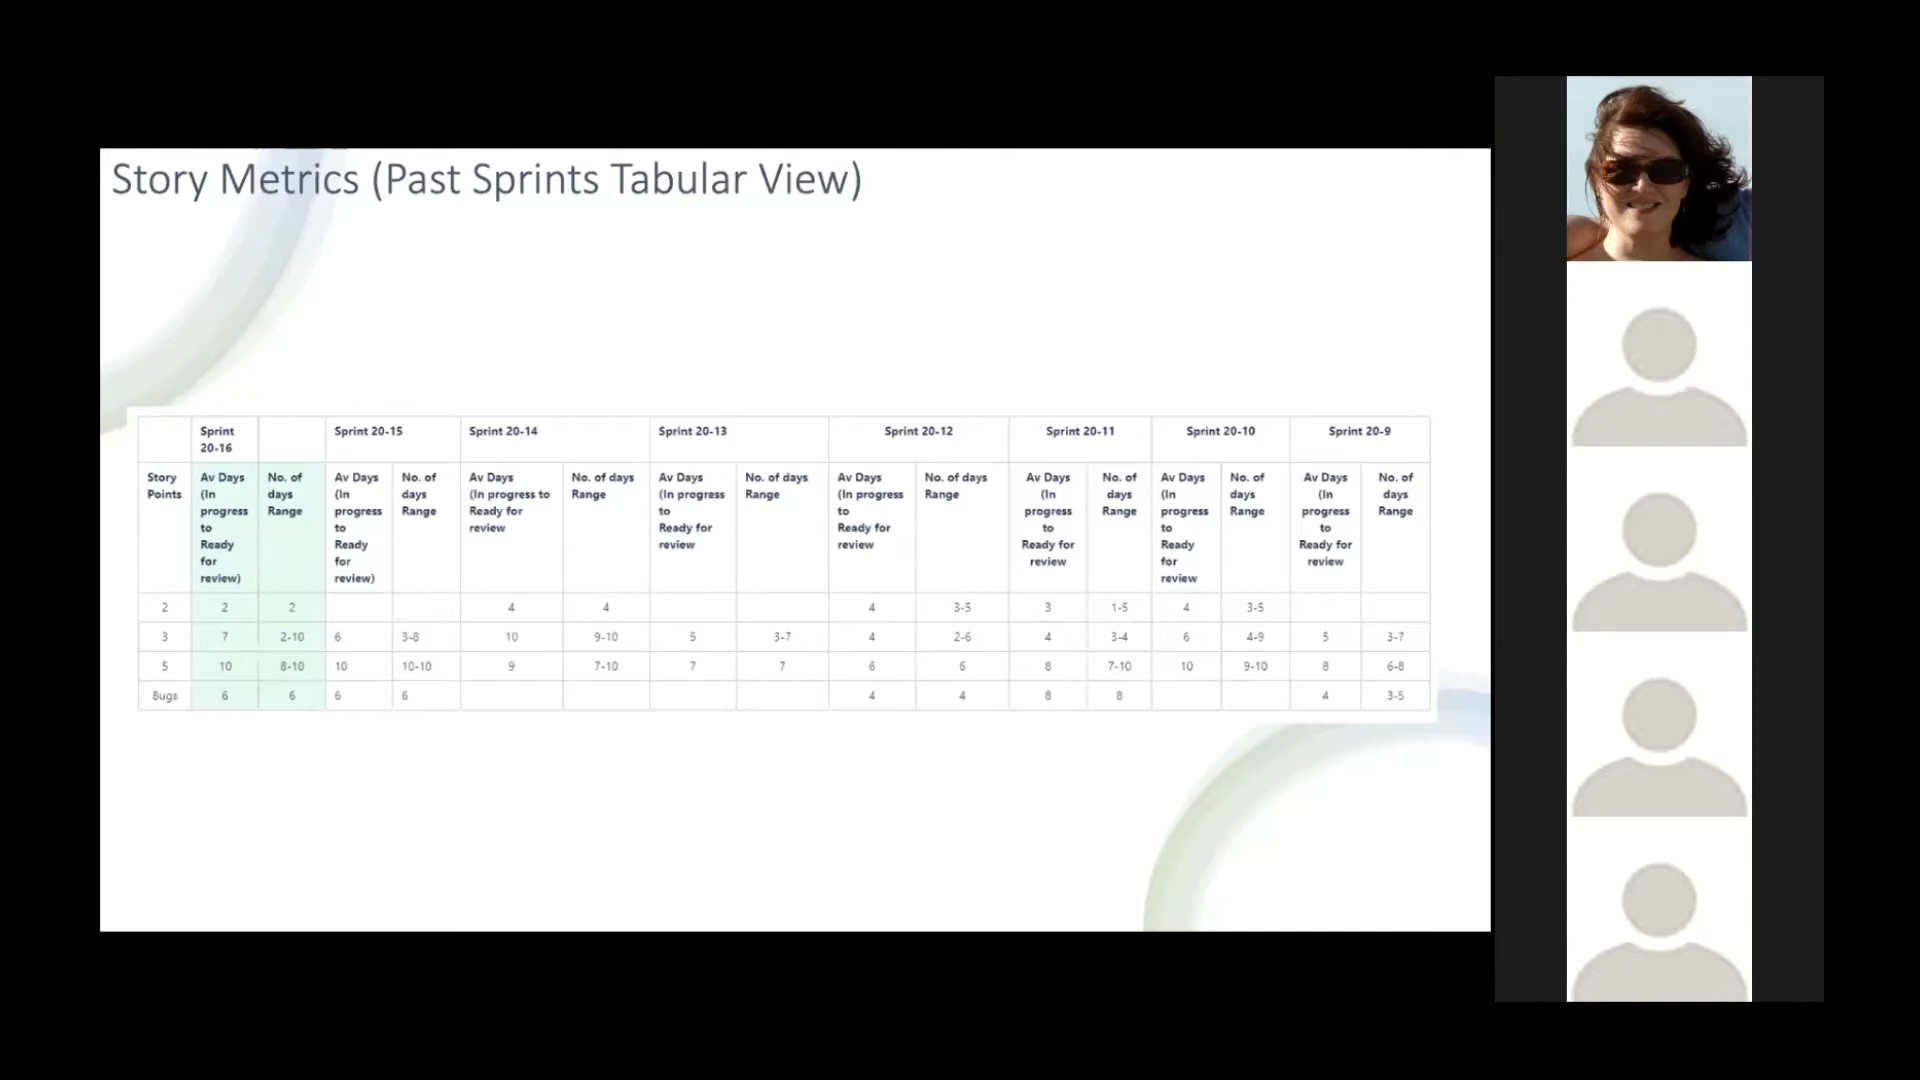 Story Metrics (Past Sprints Tabular View)
Sprint 20-16 Sprint 20-15 Sprint 20-14 Sprint 20-13 Sprint 20-12 Sprint 20-11 Sprint 20-10 Sprint 20-9
Story Points Av Days (In progress to Ready for review) No. of days Range Av Days (In progress to Ready for review) No. of days Range Av Days (In progress to Ready for review No. of days Range Av Days (In progress to Ready for review No. of days Range Av Days (In progress to Ready for review No. of days Range Av Days (In progress to Ready for review No. of days Range Av Days (In progress to Ready for review No. of days Range Av Days (In progress to Ready for review No. of days Range
2 2 2 4 4 4 3-5 3 1-5 4 3-5
3 7 2-10 6 3-8 10 9-10 5 3-7 4 2-6 4 3-4 6 4-9 5 3-7
5 10 8-10 10 10-10 9 7-10 7 7 6 6 8 7-10 10 9-10 8 6-8
Bugs 6 6 6 6 4 4 8 8 4 3-5